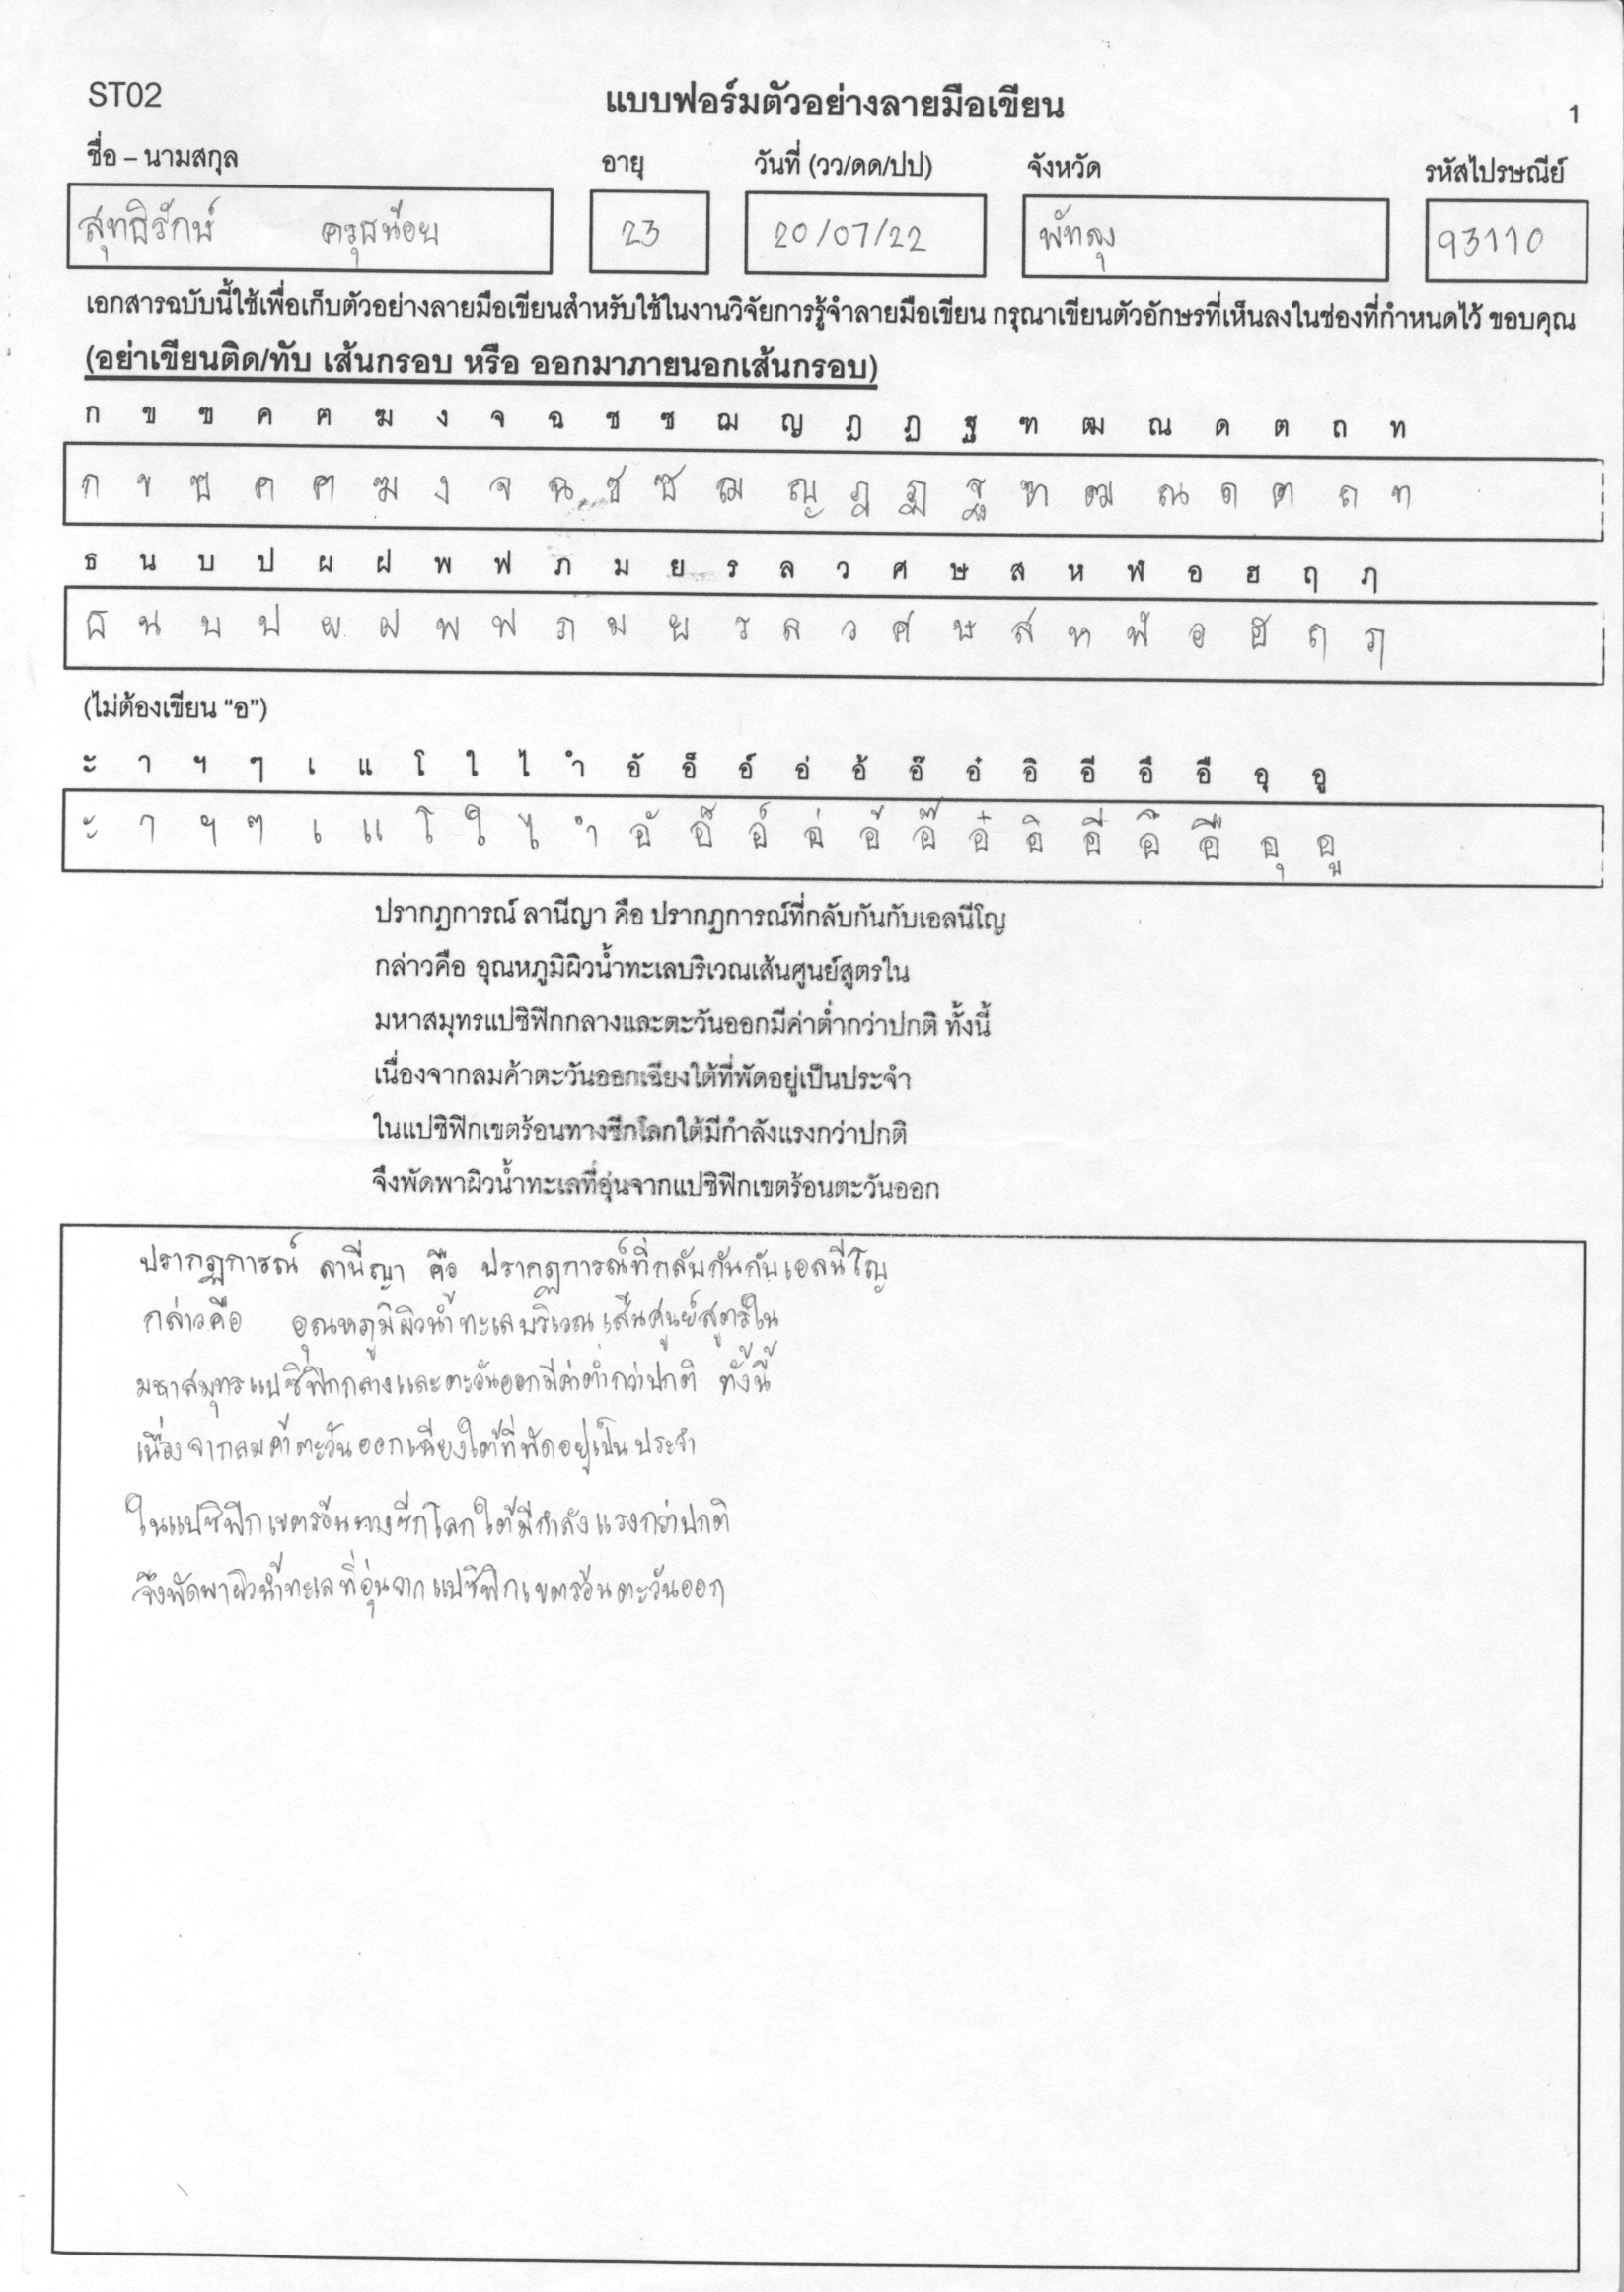 ST02
แบบฟอร์มตัวอย่างลายมือเขียน
1
ชื่อ – นามสกุล อายุ วันที่ (วว/ดด/ปป) จังหวัด รหัสไปรษณีย์
สุทธิรักษ์ ครุธน้อย 23 20/07/22 พัทลุง 93110
เอกสารฉบับนี้ใช้เพื่อเก็บตัวอย่างลายมือเขียนสำหรับใช้ในงานวิจัยการรู้จำลายมือเขียน กรุณาเขียนตัวอักษรที่เห็นลงในช่องที่กำหนดไว้ ขอบคุณ
(อย่าเขียนติด/ทับ เส้นกรอบ หรือ ออกมาภายนอกเส้นกรอบ)
ก ข ฃ ค ฅ ฆ ง จ ฉ ช ซ ฌ ญ ฎ ฏ ฐ ฑ ฒ ณ ด ต ถ ท
ก ข ฃ ค ฅ ฆ ง จ ฉ ช ซ ฌ ญ ฎ ฏ ฐ ฑ ฒ ณ ด ต ถ ท
ธ น บ ป ผ ฝ พ ฟ ภ ม ย ร ล ว ศ ษ ส ห ฬ อ ฮ ฤ ฦ
ธ น บ ป ผ ฝ พ ฟ ภ ม ย ร ล ว ศ ษ ส ห ฬ อ ฮ ฤ ฦ
(ไม่ต้องเขียน “อ”)
ะ า ฯ ๆ เ แ โ ใ ไ ำ อั อ็ อ์ อ่ อ้ อ๊ อ๋ อิ อี อึ อื อุ อู
ะ า ฯ ๆ เ แ โ ใ ไ ำ อั อ็ อ์ อ่ อ้ อ๊ อ๋ อิ อี อึ อื อุ อู
ปรากฏการณ์ ลานีญา คือ ปรากฏการณ์ที่กลับกันกับเอลนีโญ
กล่าวคือ อุณหภูมิผิวน้ำทะเลบริเวณเส้นศูนย์สูตรใน
มหาสมุทรแปซิฟิกกลางและตะวันออกมีค่าต่ำกว่าปกติ ทั้งนี้
เนื่องจากลมค้าตะวันออกเฉียงใต้ที่พัดอยู่เป็นประจำ
ในแปซิฟิกเขตร้อนทางซีกโลกใต้มีกำลังแรงกว่าปกติ
จึงพัดพาผิวน้ำทะเลที่อุ่นจากแปซิฟิกเขตร้อนตะวันออก
ปรากฏการณ์ ลานีญา คือ ปรากฏการณ์ที่กลับกันกับเอลนีโญ
กล่าวคือ อุณหภูมิผิวน้ำทะเลบริเวณเส้นศูนย์สูตรใน
มหาสมุทรแปซิฟิกกลางและตะวันออกมีค่าต่ำกว่าปกติ ทั้งนี้
เนื่องจากลมค้าตะวันออกเฉียงใต้ที่พัดอยู่เป็นประจำ
ในแปซิฟิกเขตร้อนทางซีกโลกใต้มีกำลังแรงกว่าปกติ
จึงพัดพาผิวน้ำทะเลที่อุ่นจากแปซิฟิกเขตร้อนตะวันออก